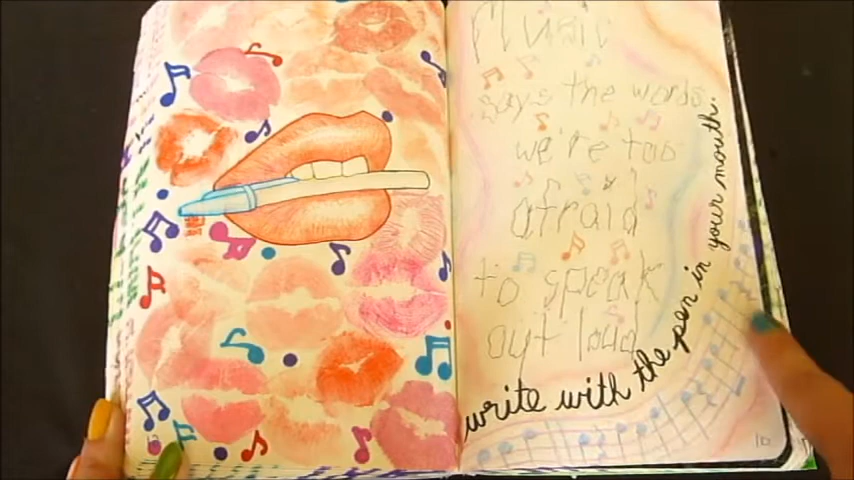 Music
says the words
we're too
afraid
to speak
out loud
write with the pen in your mouth.
10